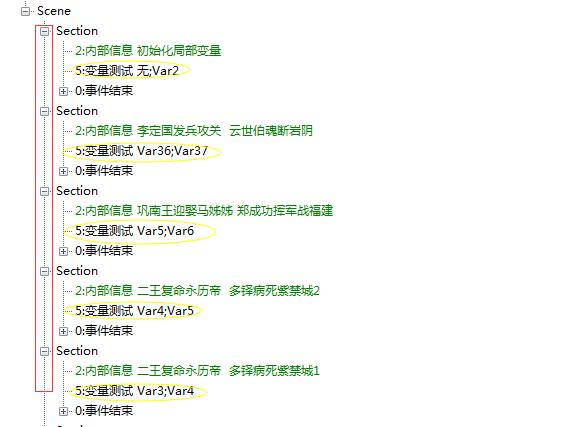 Scene
Section
2:内部信息 初始化局部变量
5:变量测试 无;Var2
0:事件结束
Section
2:内部信息 李定国发兵攻关 云世伯魂断岩阴
5:变量测试 Var36;Var37
0:事件结束
Section
2:内部信息 巩南王迎娶马姊姊 郑成功挥军战福建
5:变量测试 Var5;Var6
0:事件结束
Section
2:内部信息 二王复命永历帝 多铎病死紫禁城2
5:变量测试 Var4;Var5
0:事件结束
Section
2:内部信息 二王复命永历帝 多铎病死紫禁城1
5:变量测试 Var3;Var4
0:事件结束